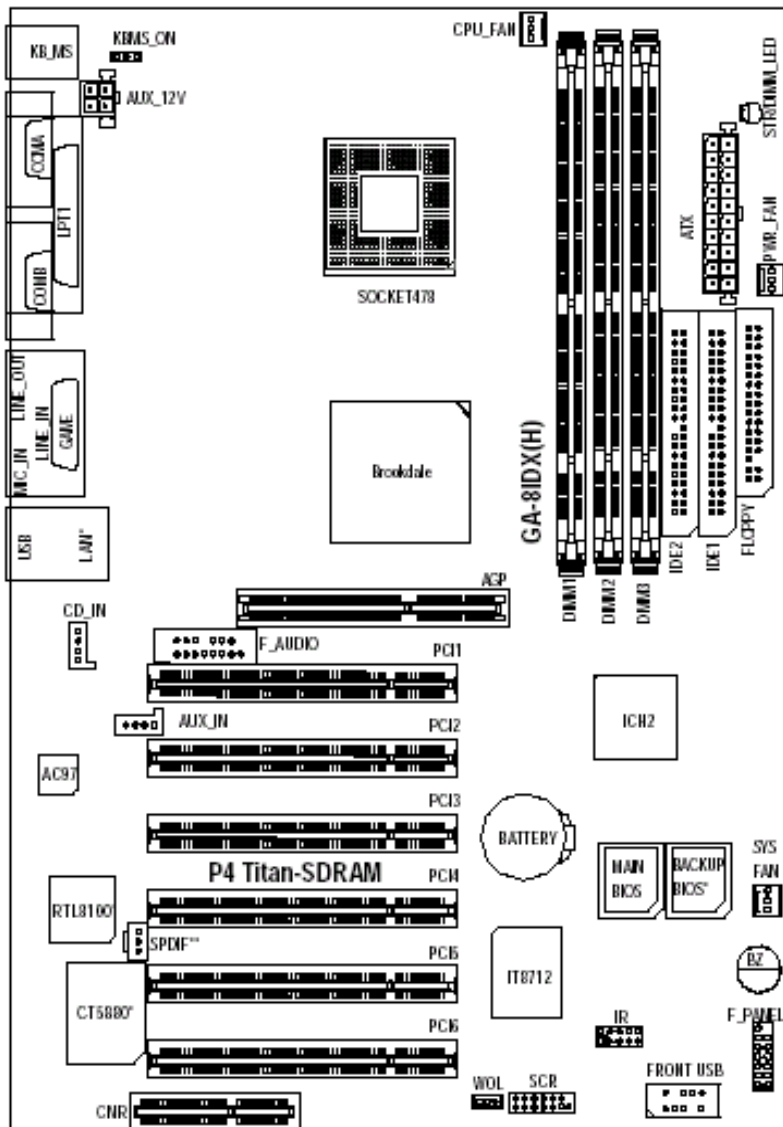 CPU_FAN
KB_MS
KBMS_ON
AUX_12V
STR/DIMM_LED
COMA
LPT1
COMB
ATX
PWR_FAN
SOCKET478
LINE_OUT
MIC_IN
LINE_IN
GAME
Brookdale
GA-8IDX(H)
USB
LAN*
DIMM1
DIMM2
DIMM3
IDE2
IDE1
FLOPPY
AGP
CD_IN
F_AUDIO
PCI1
AUX_IN
PCI2
ICH2
AC97
PCI3
BATTERY
SYS
FAN
P4 Titan-SDRAM
PCI4
MAIN
BIOS
BACKUP
BIOS*
RTL8100*
SPDIF**
PCI5
IT8712
BZ
CT5880*
IR
F_PANEL
PCI6
FRONT USB
WOL
SCR
CNR